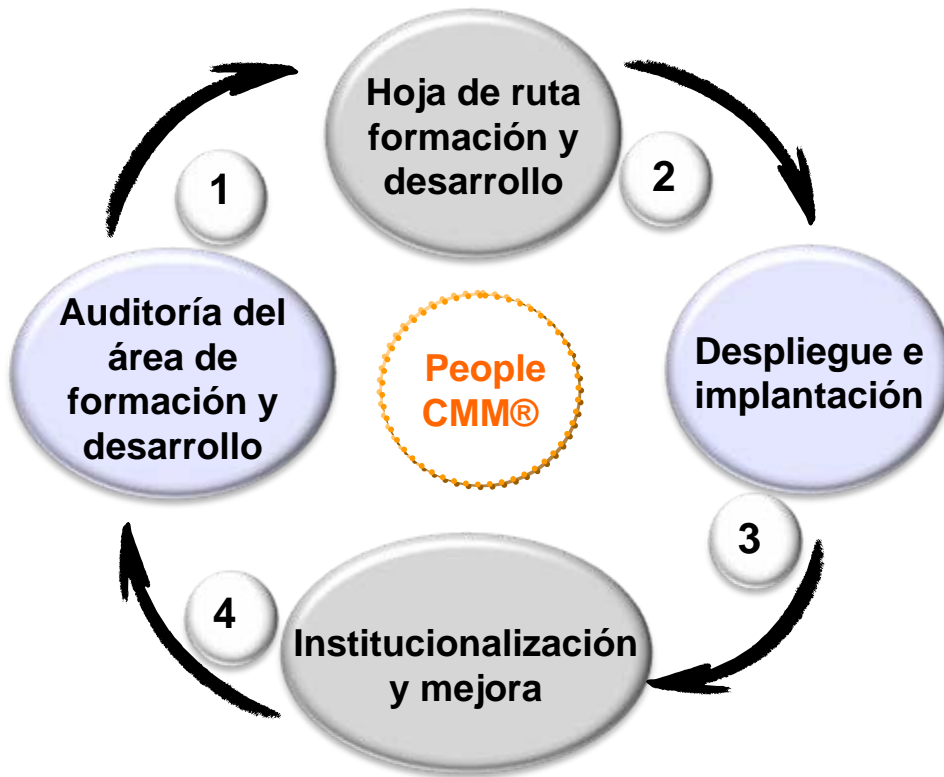 Hoja de ruta
formación y
desarrollo
1
2
Auditoría del
área de
formación y
desarrollo
People
CMM®
Despliegue e
implantación
3
4
Institucionalización
y mejora